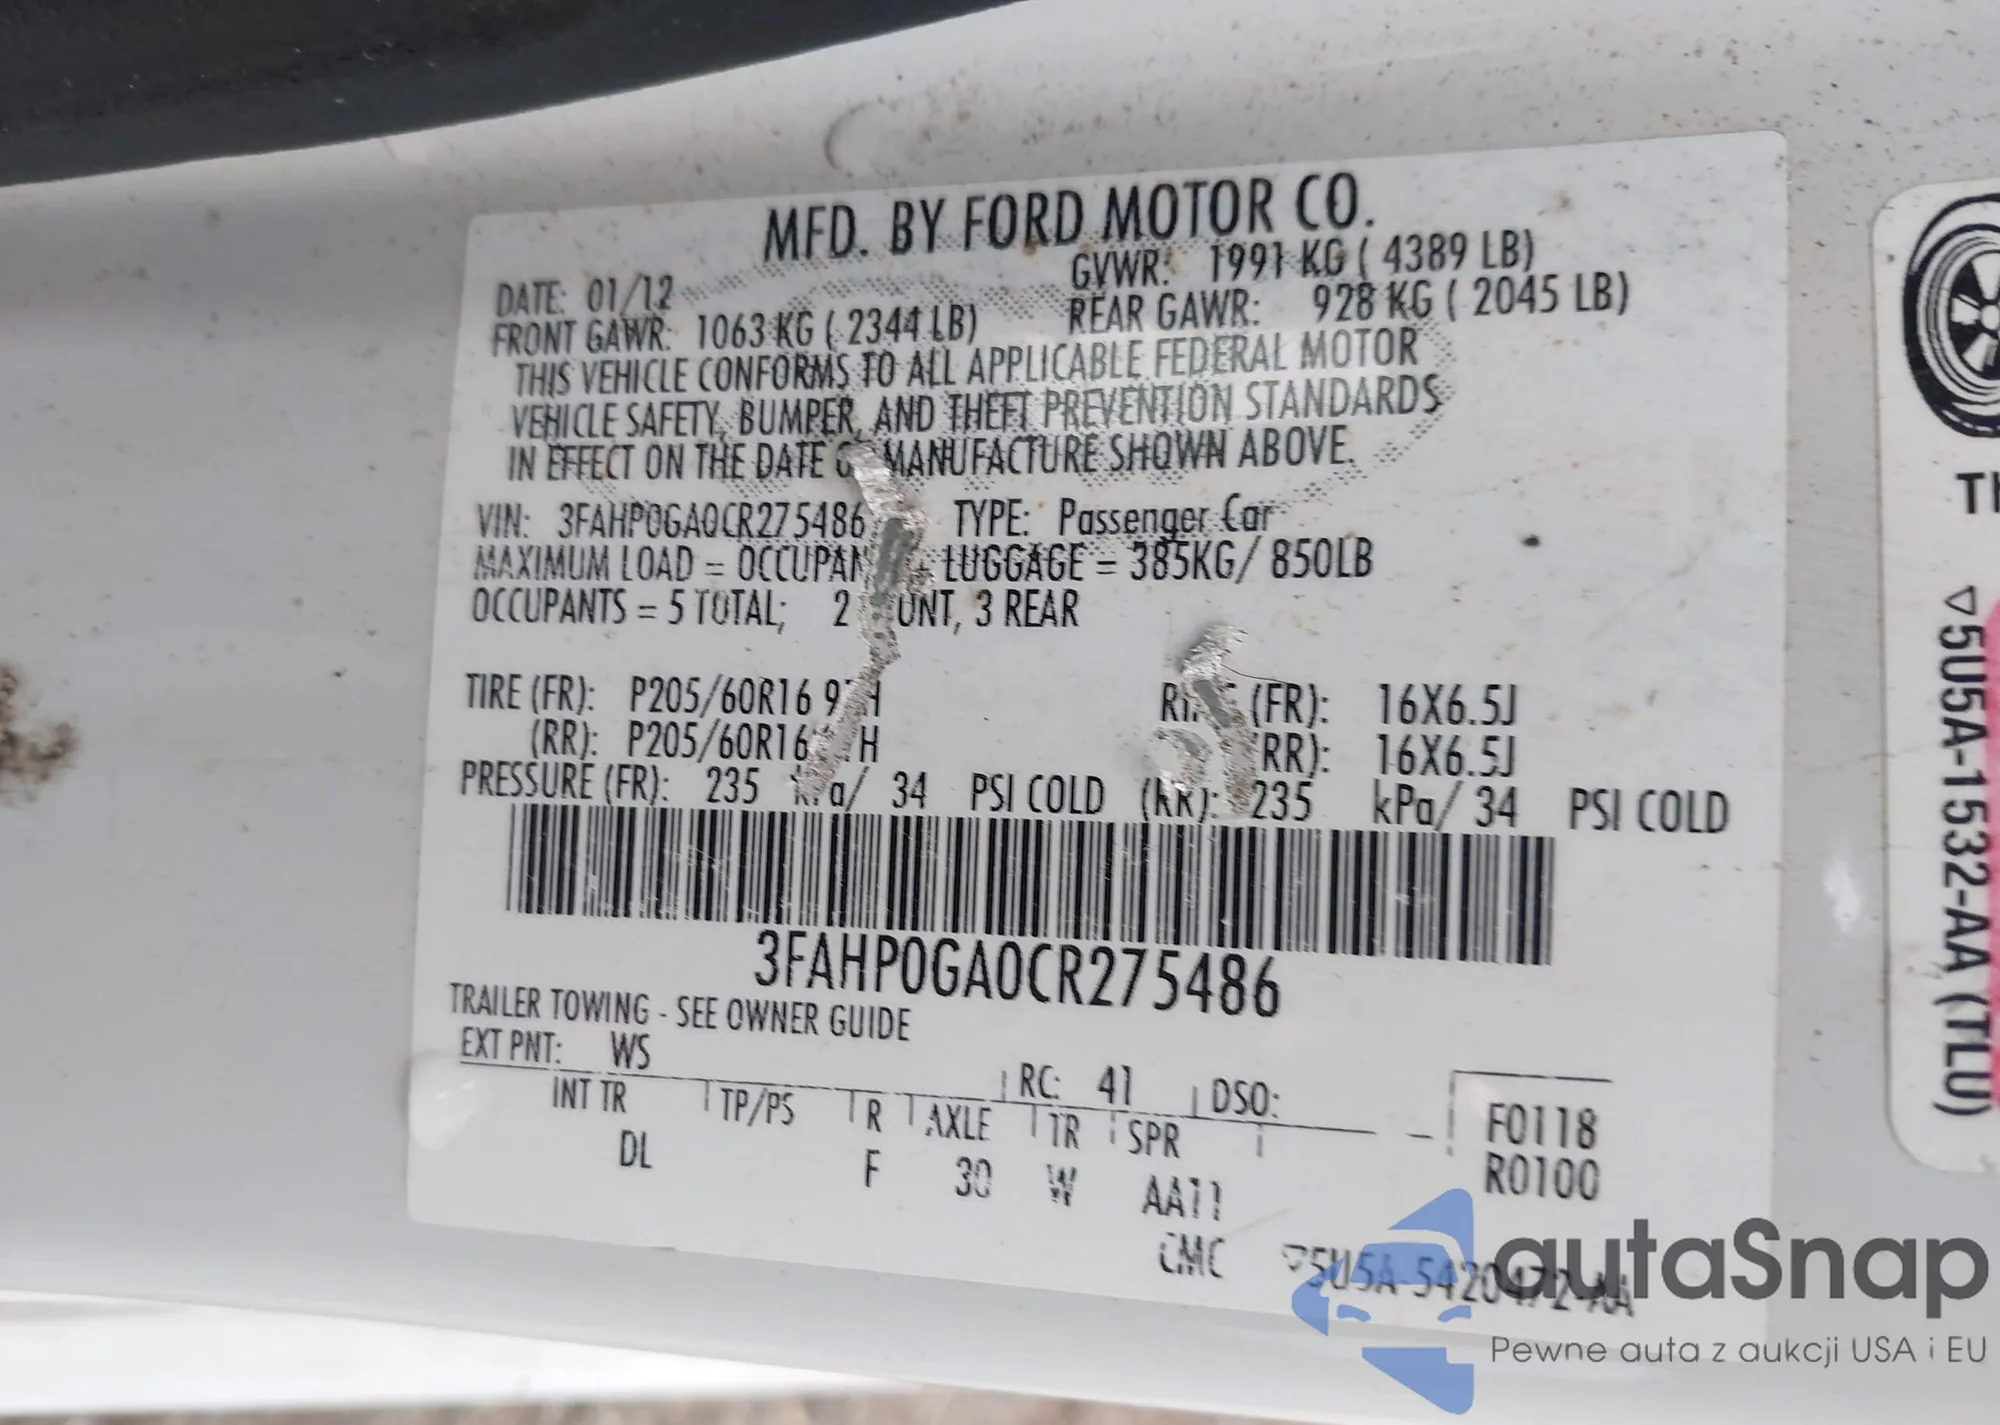 MFD. BY FORD MOTOR CO.
DATE: 01/12 GVWR: 1991 KG ( 4389 LB)
FRONT GAWR: 1063 KG ( 2344 LB) REAR GAWR: 928 KG ( 2045 LB)
THIS VEHICLE CONFORMS TO ALL APPLICABLE FEDERAL MOTOR
VEHICLE SAFETY, BUMPER, AND THEFT PREVENTION STANDARDS
IN EFFECT ON THE DATE MANUFACTURE SHOWN ABOVE.
VIN: 3FAHP0GA0CR275486 TYPE: Passenger Car
MAXIMUM LOAD = LUGGAGE = 385KG/ 850LB
OCCUPANTS = 5 TOTAL; 2 3 REAR
TIRE (FR): P205/60R16 (FR): 16X6.5J
(RR): P205/60R16 RR): 16X6.5J
PRESSURE (FR): 235 kPa/ 34 PSI COLD (RR): 235 kPa/ 34 PSI COLD
3FAHP0GA0CR275486
TRAILER TOWING - SEE OWNER GUIDE
EXT PNT: WS RC: 41 DSO:
INT TR TP/PS R AXLE TR SPR F0118
DL F 30 W AA11 R0100
CMC ▽5U5A-5420472-AA
TH
▽5U5A-1532-AA (TLU)
autaSnap
Pewne auta z aukcji USA i EU